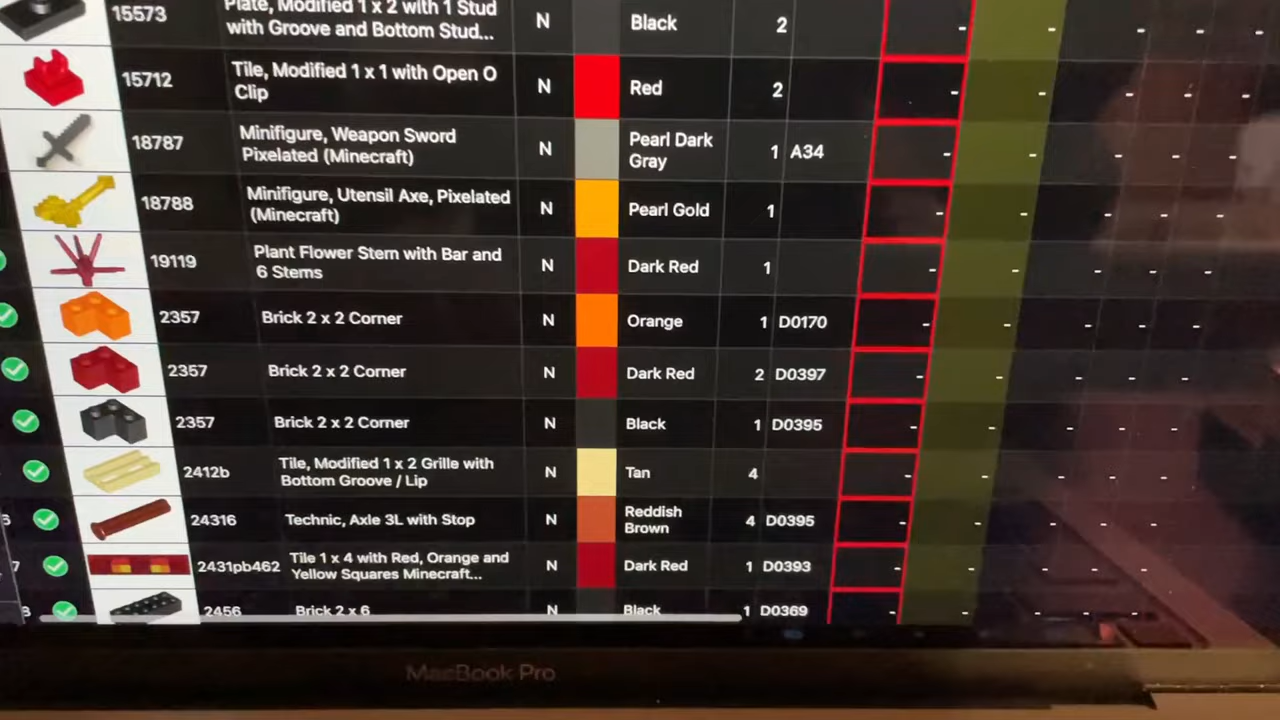 15573 Plate, Modified 1 x 2 with 1 Stud N Black 2 -
with Groove and Bottom Stud...
15712 Tile, Modified 1 x 1 with Open O N Red 2 -
Clip
18787 Minifigure, Weapon Sword N Pearl Dark 1 A34 -
Pixelated (Minecraft) Gray
18788 Minifigure, Utensil Axe, Pixelated N Pearl Gold 1 -
(Minecraft)
19119 Plant Flower Stem with Bar and N Dark Red 1 -
6 Stems
2357 Brick 2 x 2 Corner N Orange 1 D0170 -
2357 Brick 2 x 2 Corner N Dark Red 2 D0397 -
2357 Brick 2 x 2 Corner N Black 1 D0395 -
2412b Tile, Modified 1 x 2 Grille with N Tan 4 -
Bottom Groove / Lip
24316 Technic, Axle 3L with Stop N Reddish 4 D0395 -
Brown
7 2431pb462 Tile 1 x 4 with Red, Orange and N Dark Red 1 D0393 -
Yellow Squares Minecraft...
2456 Brick 2 x 6 N Black 1 D0369 -
MacBook Pro